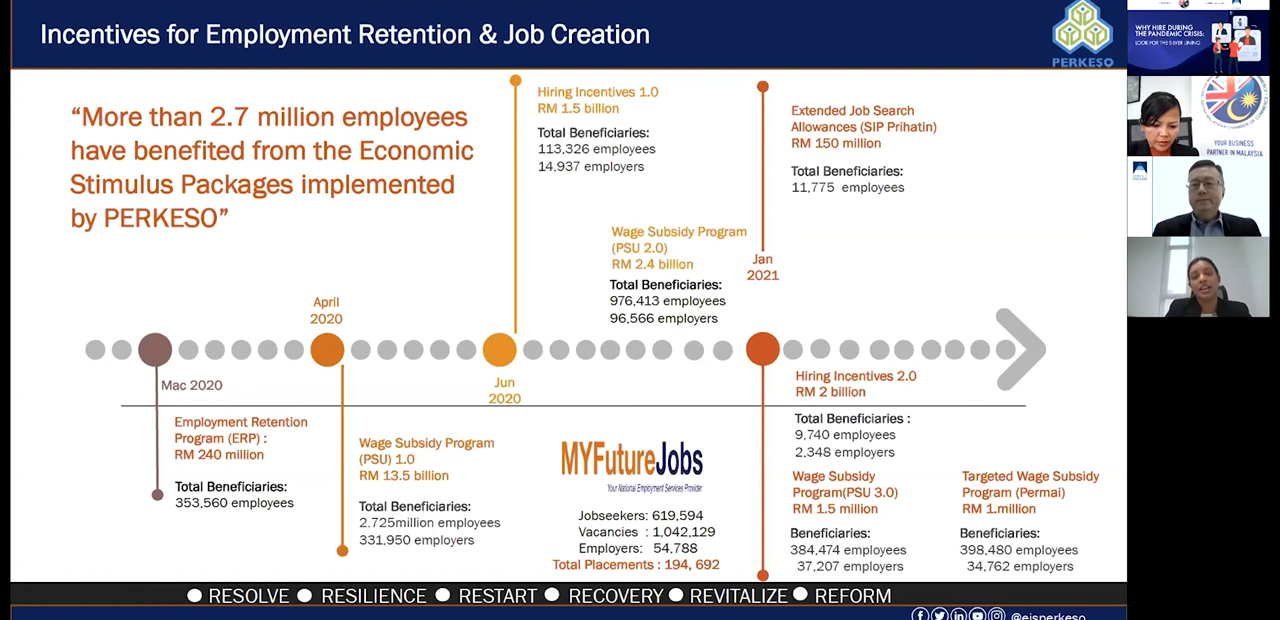 Incentives for Employment Retention & Job Creation
PERKESO
“More than 2.7 million employees
have benefited from the Economic
Stimulus Packages implemented
by PERKESO”
Hiring Incentives 1.0
RM 1.5 billion
Total Beneficiaries:
113,326 employees
14,937 employers
Extended Job Search
Allowances (SIP Prihatin)
RM 150 million
Total Beneficiaries:
11,775 employees
Wage Subsidy Program
(PSU 2.0)
RM 2.4 billion
Total Beneficiaries:
976,413 employees
96,566 employers
Jan
2021
April
2020
Mac 2020
Jun
2020
Employment Retention
Program (ERP) :
RM 240 million
Total Beneficiaries:
353,560 employees
Wage Subsidy Program
(PSU) 1.0
RM 13.5 billion
Total Beneficiaries:
2.725million employees
331,950 employers
MYFutureJobs
Your National Employment Services Provider
Jobseekers: 619,594
Vacancies : 1,042,129
Employers: 54,788
Total Placements : 194, 692
Hiring Incentives 2.0
RM 2 billion
Total Beneficiaries :
9,740 employees
2,348 employers
Wage Subsidy
Program(PSU 3.0)
RM 1.5 million
Beneficiaries:
384,474 employees
37,207 employers
Targeted Wage Subsidy
Program (Permai)
RM 1.million
Beneficiaries:
398,480 employees
34,762 employers
RESOLVE RESILIENCE RESTART RECOVERY REVITALIZE REFORM
@eisperkeso
WHY HIRE DURING
THE PANDEMIC CRISIS:
LOOK FOR THE SILVER LINING
YOUR BUSINESS
PARTNER IN MALAYSIA